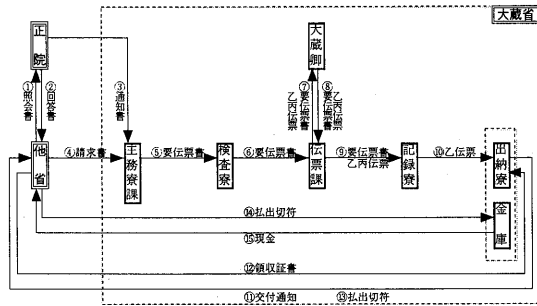 大蔵省
正院
大蔵卿
①照会書
②回答書
③通知書
⑦要伝票書
乙丙伝票
⑧要伝票書
乙丙伝票
他省
④請求書
主務寮課
⑤要伝票書
検査寮
⑥要伝票書
伝票課
⑨要伝票書
乙丙伝票
記録寮
⑩乙伝票
出納寮
⑭払出切符
金庫
⑮現金
⑫領収証書
⑪交付通知
⑬払出切符